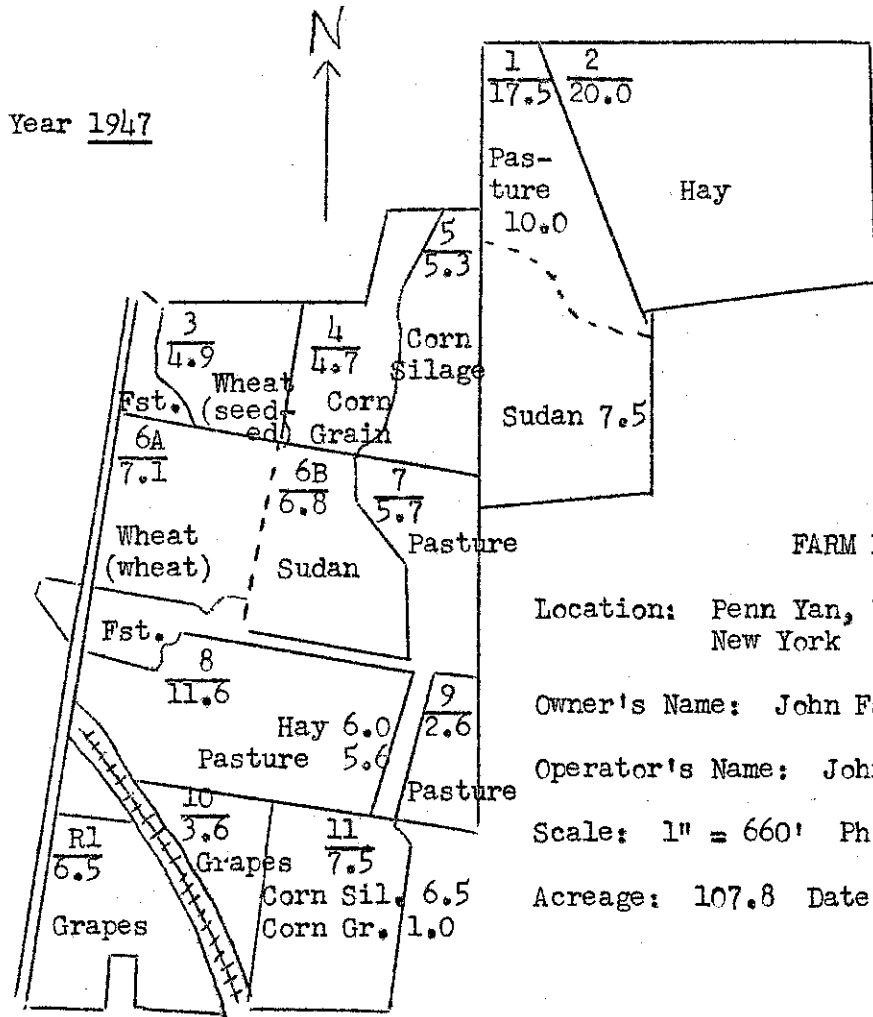 N
Year 1947
1
17.5
2
20.0
Pas-
ture
10.0
Hay
5
5.3
Corn
Silage
3
4.9
Wheat
(seed-
ed)
4
4.7
Corn
Grain
Fst.
Sudan 7.5
6A
7.1
Wheat
(wheat)
6B
6.8
Sudan
7
5.7
Pasture
Fst.
8
11.6
Hay 6.0
Pasture 5.6
9
2.6
Pasture
10
3.6
Grapes
R1
6.5
Grapes
11
7.5
Corn Sil. 6.5
Corn Gr. 1.0
FARM
Location: Penn Yan,
New York
Owner's Name: John
Operator's Name:
Scale: 1" = 660'
Acreage: 107.8 Date